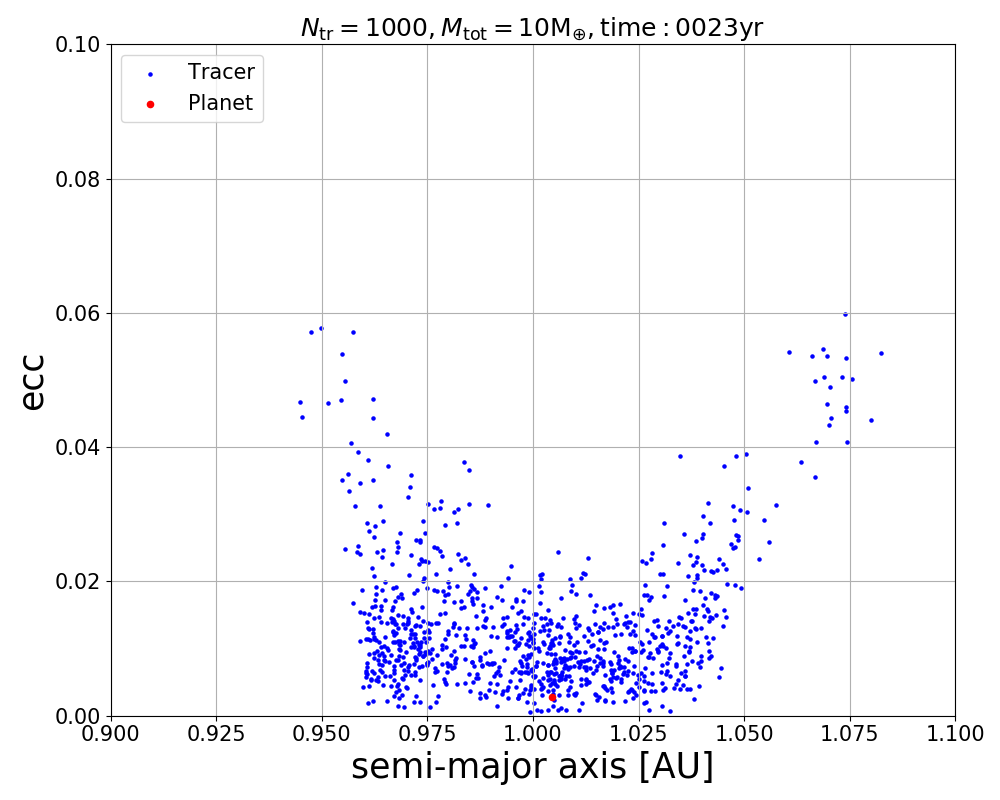 N_tr = 1000, M_tot = 10M_⊕, time : 0023yr
Tracer
Planet
0.10
0.08
0.06
0.04
0.02
0.00
ecc
0.900 0.925 0.950 0.975 1.000 1.025 1.050 1.075 1.100
semi-major axis [AU]